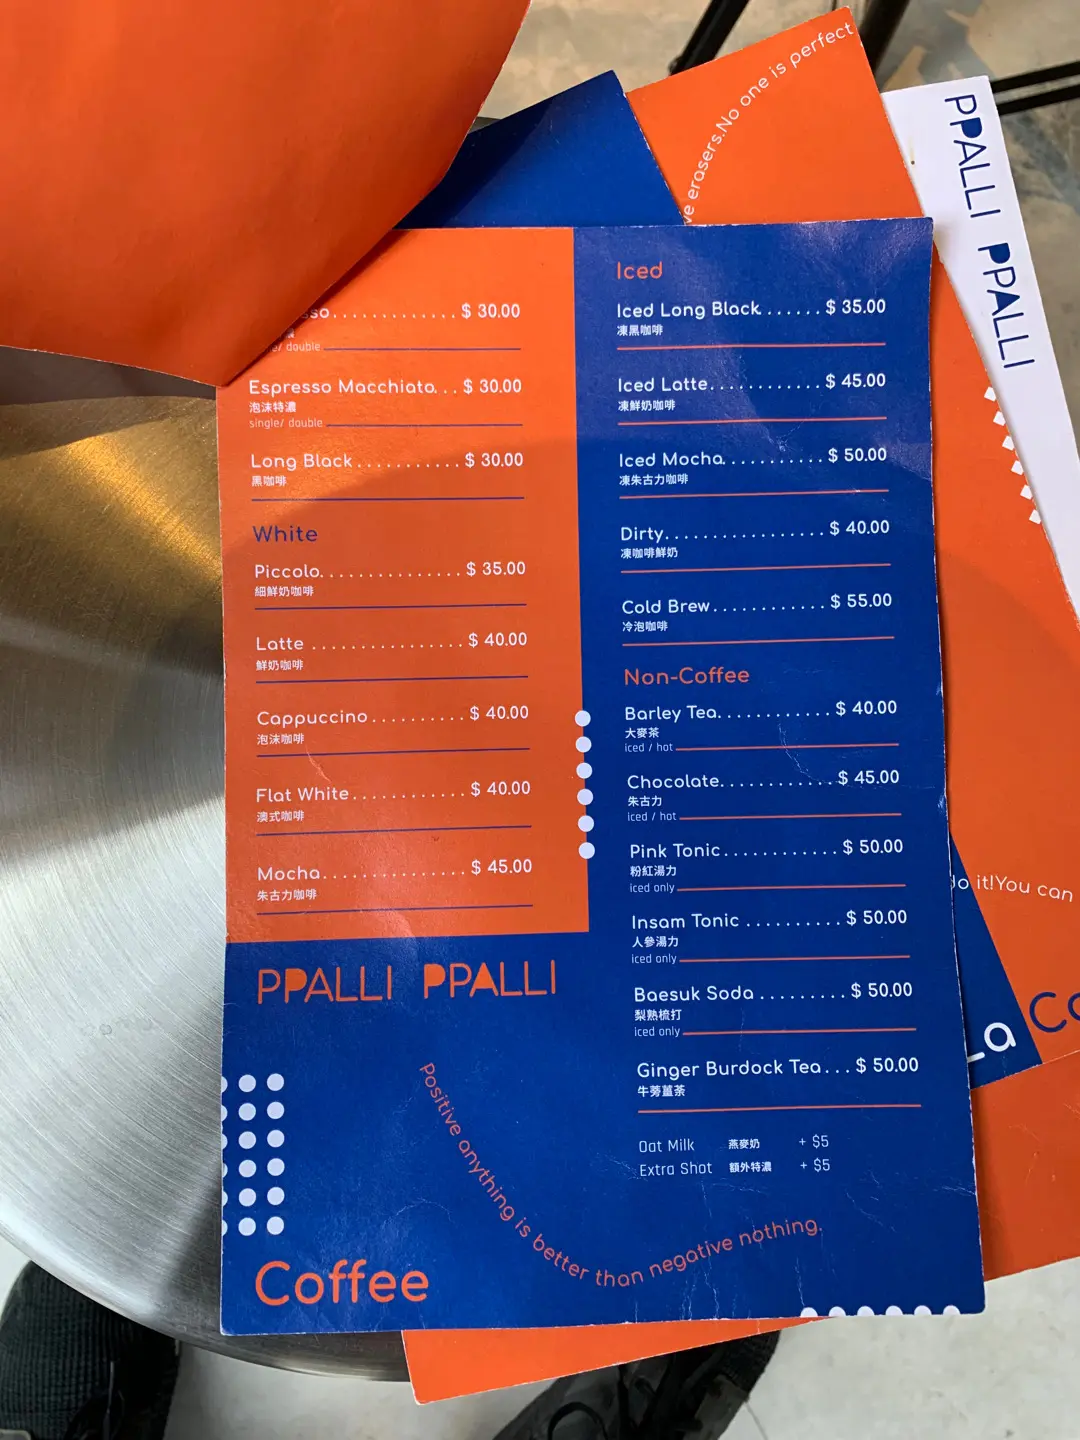 sso............. $ 30.00
/ double
Espresso Macchiato... $ 30.00
泡沫特濃
single/ double
Long Black........... $ 30.00
黑咖啡
White
Piccolo............... $ 35.00
細鮮奶咖啡
Latte ................ $ 40.00
鮮奶咖啡
Cappuccino.......... $ 40.00
泡沫咖啡
Flat White............ $ 40.00
澳式咖啡
Mocha............... $ 45.00
朱古力咖啡
PPALLI PPALLI
Iced
Iced Long Black...... $ 35.00
凍黑咖啡
Iced Latte............ $ 45.00
凍鮮奶咖啡
Iced Mocha........... $ 50.00
凍朱古力咖啡
Dirty................. $ 40.00
凍咖啡鮮奶
Cold Brew............ $ 55.00
冷泡咖啡
Non-Coffee
Barley Tea............ $ 40.00
大麥茶
iced / hot
Chocolate............ $ 45.00
朱古力
iced / hot
Pink Tonic............ $ 50.00
粉紅湯力
iced only
Insam Tonic .......... $ 50.00
人參湯力
iced only
Baesuk Soda ......... $ 50.00
梨熟梳打
iced only
Ginger Burdock Tea... $ 50.00
牛蒡薑茶
Oat Milk 燕麥奶 + $5
Extra Shot 額外特濃 + $5
Positive anything is better than negative nothing.
Coffee
ve erasers.No one is perfect
PPALLI PPALLI
do it!You can
La Co